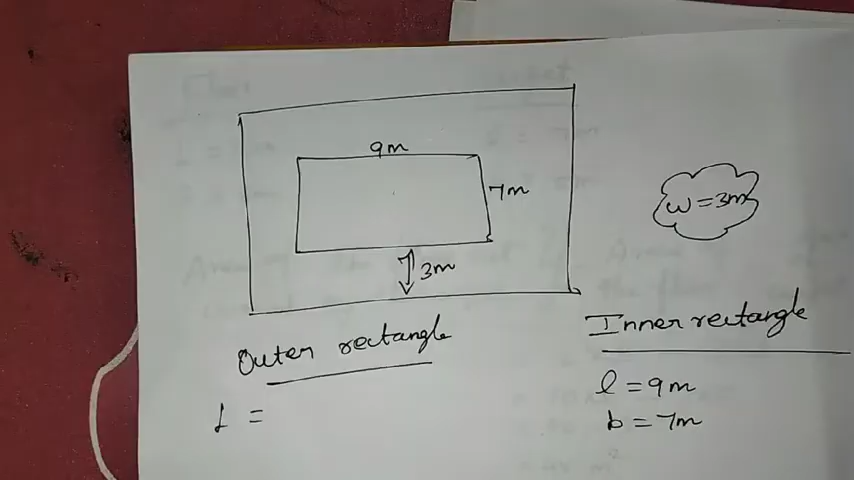 9m
7m
w=3m
3m
Outer rectangle
L =
Inner rectangle
l = 9m
b = 7m